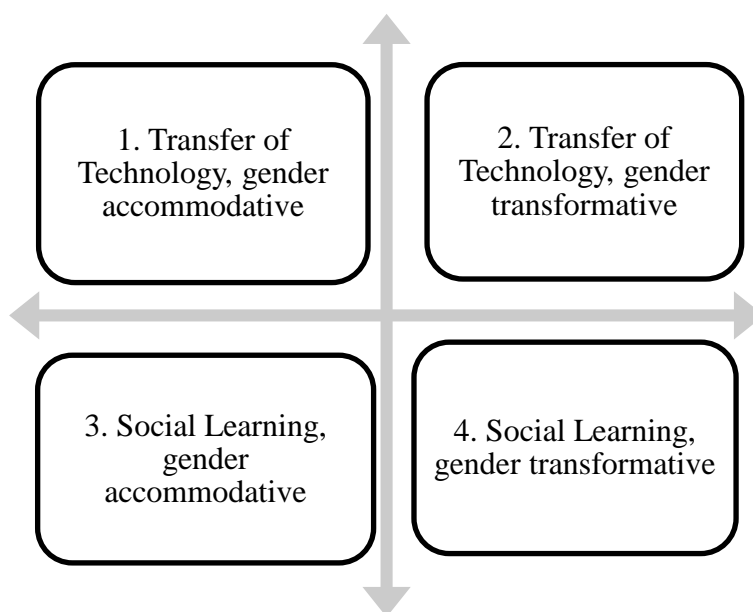 1. Transfer of
Technology, gender
accommodative
2. Transfer of
Technology, gender
transformative
3. Social Learning,
gender
accommodative
4. Social Learning,
gender transformative